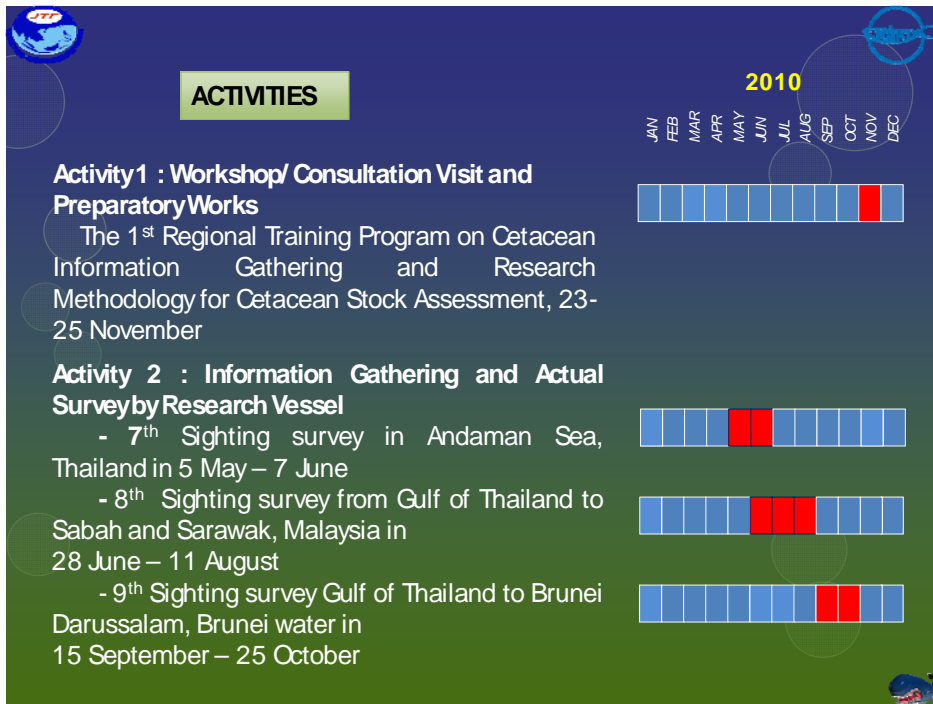 JTF
ACTIVITIES
2010
JAN FEB MAR APR MAY JUN JUL AUG SEP OCT NOV DEC
Activity 1 : Workshop/ Consultation Visit and
Preparatory Works
The 1st Regional Training Program on Cetacean
Information Gathering and Research
Methodology for Cetacean Stock Assessment, 23-
25 November
Activity 2 : Information Gathering and Actual
Survey by Research Vessel
- 7th Sighting survey in Andaman Sea,
Thailand in 5 May – 7 June
- 8th Sighting survey from Gulf of Thailand to
Sabah and Sarawak, Malaysia in
28 June – 11 August
- 9th Sighting survey Gulf of Thailand to Brunei
Darussalam, Brunei water in
15 September – 25 October